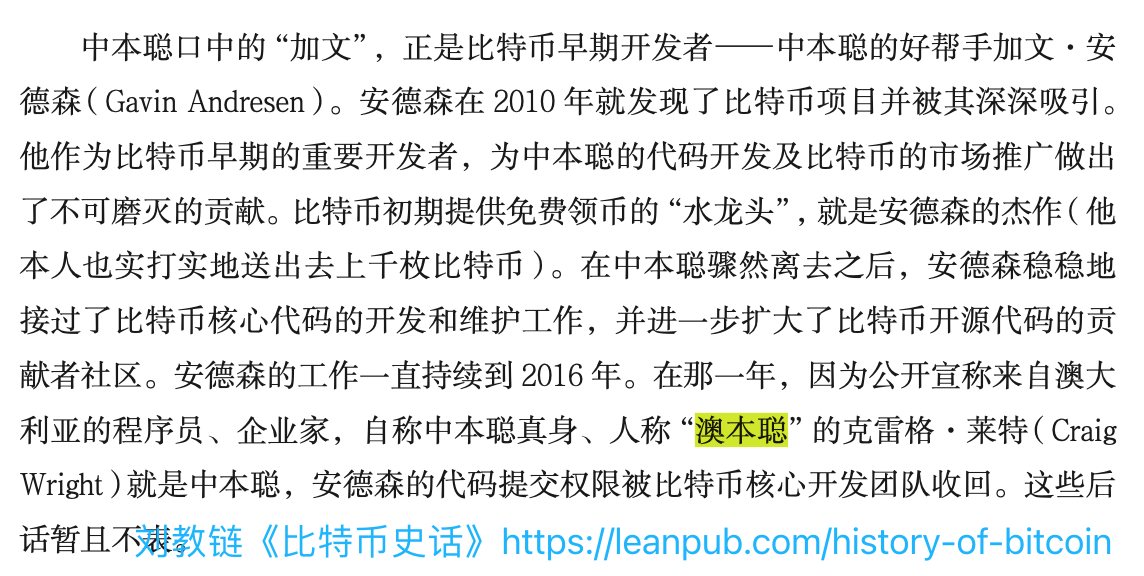 中本聪口中的“加文”，正是比特币早期开发者——中本聪的好帮手加文·安
德森（Gavin Andresen）。安德森在 2010 年就发现了比特币项目并被其深深吸引。
他作为比特币早期的重要开发者，为中本聪的代码开发及比特币的市场推广做出
了不可磨灭的贡献。比特币初期提供免费领币的“水龙头”，就是安德森的杰作（他
本人也实打实地送出去上千枚比特币）。在中本聪骤然离去之后，安德森稳稳地
接过了比特币核心代码的开发和维护工作，并进一步扩大了比特币开源代码的贡
献者社区。安德森的工作一直持续到 2016 年。在那一年，因为公开宣称来自澳大
利亚的程序员、企业家，自称中本聪真身、人称“澳本聪”的克雷格·莱特（Craig
Wright）就是中本聪，安德森的代码提交权限被比特币核心开发团队收回。这些后
话暂且不表。
刘教链《比特币史话》https://leanpub.com/history-of-bitcoin